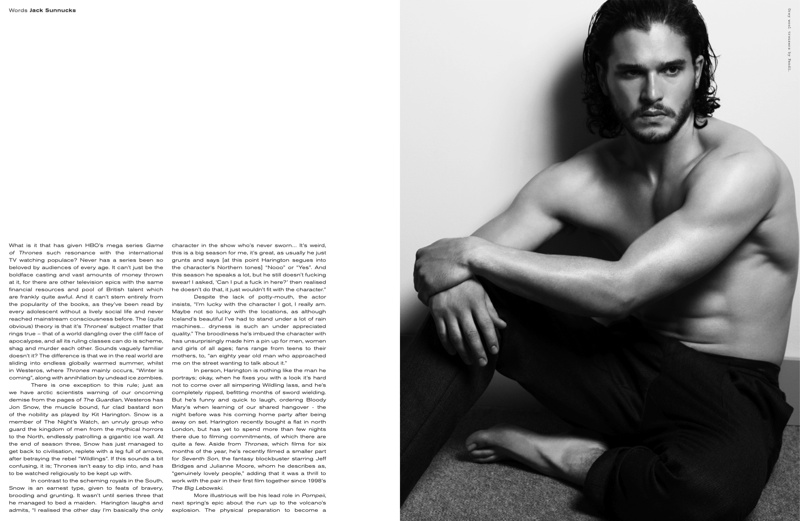 Words Jack Sunnucks
What is it that has given HBO's mega series Game
of Thrones such resonance with the international
TV watching populace? Never has a series been so
beloved by audiences of every age. It can't just be the
boldface casting and vast amounts of money thrown
at it, for there are other television epics with the same
financial resources and pool of British talent which
are frankly quite awful. And it can't stem entirely from
the popularity of the books, as they've been read by
every adolescent without a lively social life and never
reached mainstream consciousness before. The (quite
obvious) theory is that it's Thrones' subject matter that
rings true – that of a world dangling over the cliff face of
apocalypse, and all its ruling classes can do is scheme,
shag and murder each other. Sounds vaguely familiar
doesn't it? The difference is that we in the real world are
sliding into endless globally warmed summer, whilst
in Westeros, where Thrones mainly occurs, "Winter is
coming", along with annihilation by undead ice zombies.
There is one exception to this rule; just as
we have arctic scientists warning of our oncoming
demise from the pages of The Guardian, Westeros has
Jon Snow, the muscle bound, fur clad bastard son
of the nobility as played by Kit Harington. Snow is a
member of The Night's Watch, an unruly group who
guard the kingdom of men from the mythical horrors
to the North, endlessly patrolling a gigantic ice wall. At
the end of season three, Snow has just managed to
get back to civilisation, replete with a leg full of arrows,
after betraying the rebel "Wildlings". If this sounds a bit
confusing, it is; Thrones isn't easy to dip into, and has
to be watched religiously to be kept up with.
In contrast to the scheming royals in the South,
Snow is an earnest type, given to feats of bravery,
brooding and grunting. It wasn't until series three that
he managed to bed a maiden. Harington laughs and
admits, "I realised the other day I'm basically the only
character in the show who's never sworn... It's weird,
this is a big season for me, it's great, as usually he just
grunts and says [at this point Harington segues into
the character's Northern tones] "Nooo" or "Yes". And
this season he speaks a lot, but he still doesn't fucking
swear! I asked, 'Can I put a fuck in here?' then realised
he doesn't do that, it just wouldn't fit with the character."
Despite the lack of potty-mouth, the actor
insists, "I'm lucky with the character I got, I really am.
Maybe not so lucky with the locations, as although
Iceland's beautiful I've had to stand under a lot of rain
machines... dryness is such an under appreciated
quality." The broodiness he's imbued the character with
has unsurprisingly made him a pin up for men, women
and girls of all ages; fans range from teens to their
mothers, to, "an eighty year old man who approached
me on the street wanting to talk about it."
In person, Harington is nothing like the man he
portrays; okay, when he fixes you with a look it's hard
not to come over all simpering Wildling lass, and he's
completely ripped, befitting months of sword wielding.
But he's funny and quick to laugh, ordering Bloody
Mary's when learning of our shared hangover - the
night before was his coming home party after being
away on set. Harington recently bought a flat in north
London, but has yet to spend more than few nights
there due to filming commitments, of which there are
quite a few. Aside from Thrones, which films for six
months of the year, he's recently filmed a smaller part
for Seventh Son, the fantasy blockbuster starring Jeff
Bridges and Julianne Moore, whom he describes as,
"genuinely lovely people," adding that it was a thrill to
work with the pair in their first film together since 1998's
The Big Lebowski.
More illustrious will be his lead role in Pompeii,
next spring's epic about the run up to the volcano's
explosion. The physical preparation to become a